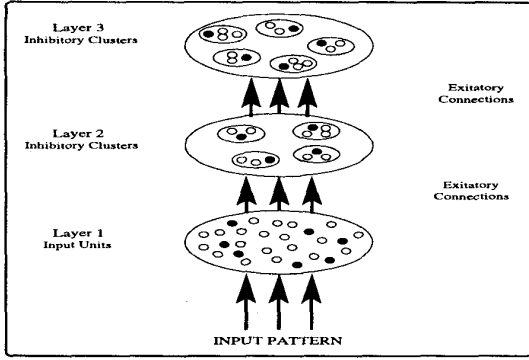 Layer 3
Inhibitory Clusters
Exitatory
Connections
Layer 2
Inhibitory Clusters
Exitatory
Connections
Layer 1
Input Units
INPUT PATTERN